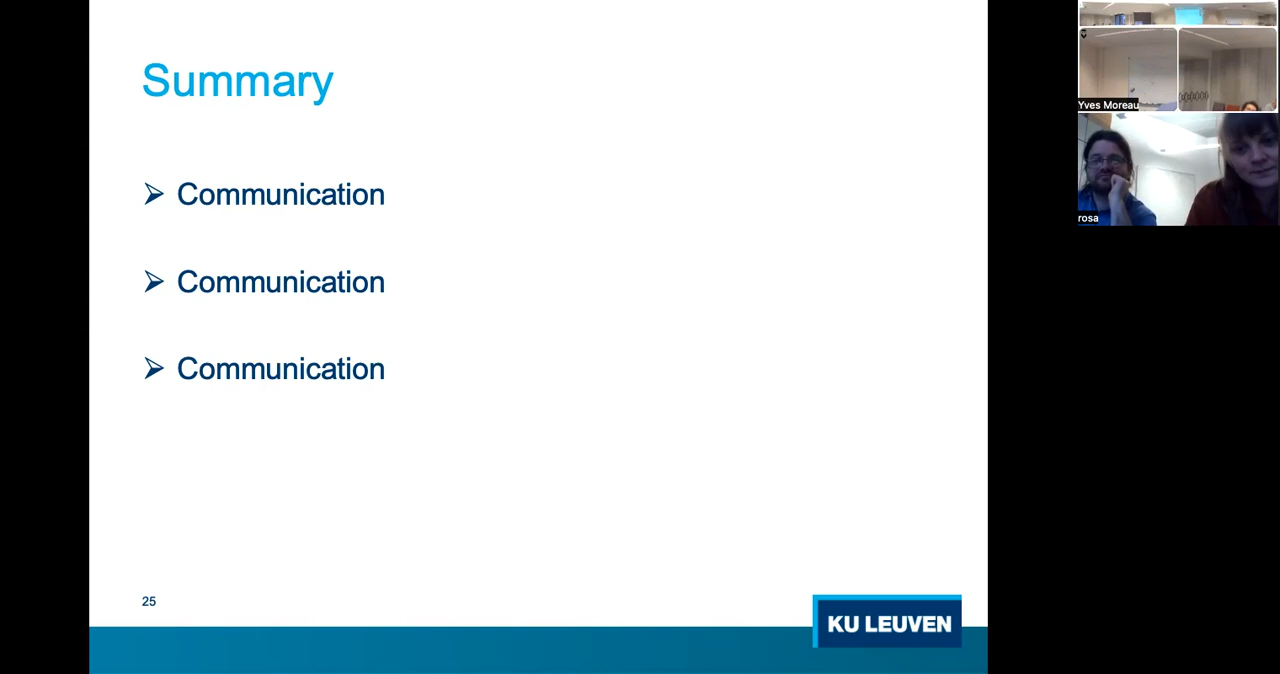 Summary
Communication
Communication
Communication
25
KU LEUVEN
Yves Moreau
rosa